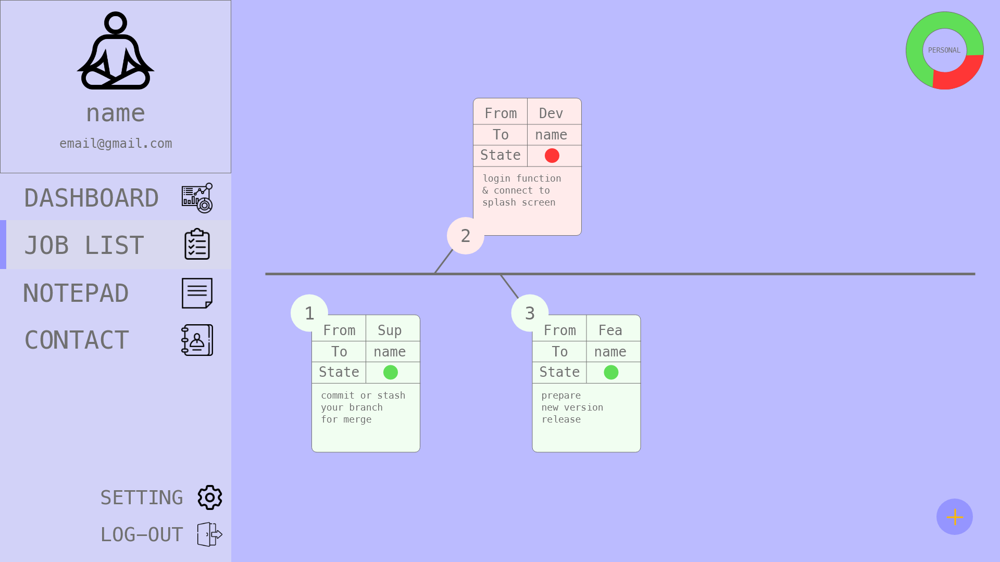 name
email@gmail.com
DASHBOARD
JOB LIST
NOTEPAD
CONTACT
SETTING
LOG-OUT
PERSONAL
From Dev
To name
State
login function
& connect to
splash screen
2
1
From Sup
To name
State
commit or stash
your branch
for merge
3
From Fea
To name
State
prepare
new version
release